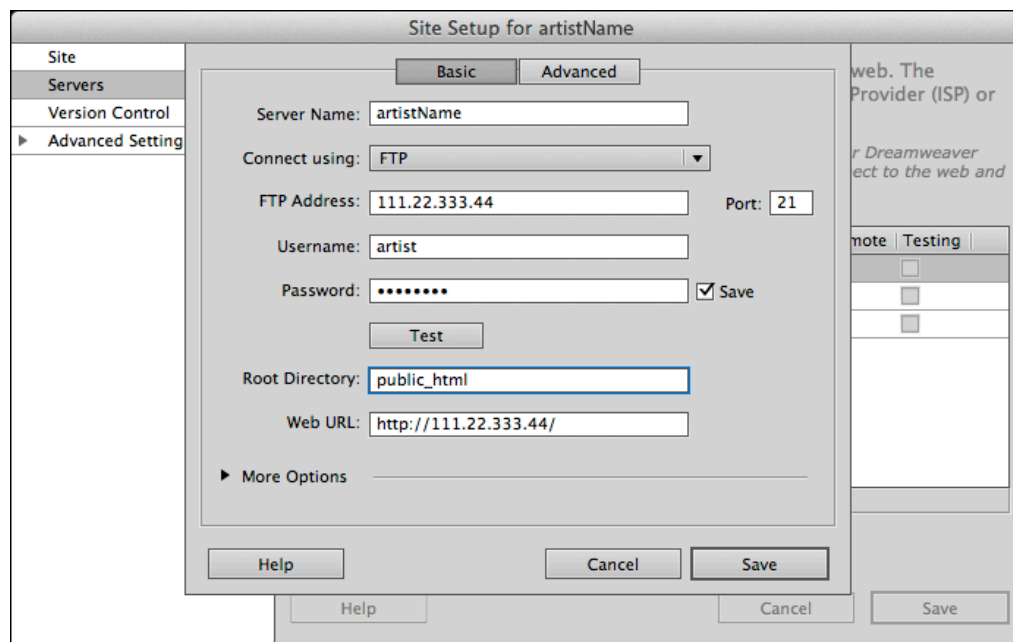 Site Setup for artistName
Site
Servers
Version Control
Advanced Setting
Basic
Advanced
Server Name: artistName
Connect using: FTP
FTP Address: 111.22.333.44
Port: 21
Username: artist
Password: ••••••••
Save
Test
Root Directory: public_html
Web URL: http://111.22.333.44/
More Options
Help
Cancel
Save
web. The
Provider (ISP) or
r Dreamweaver
ect to the web and
mote
Testing
Help
Cancel
Save